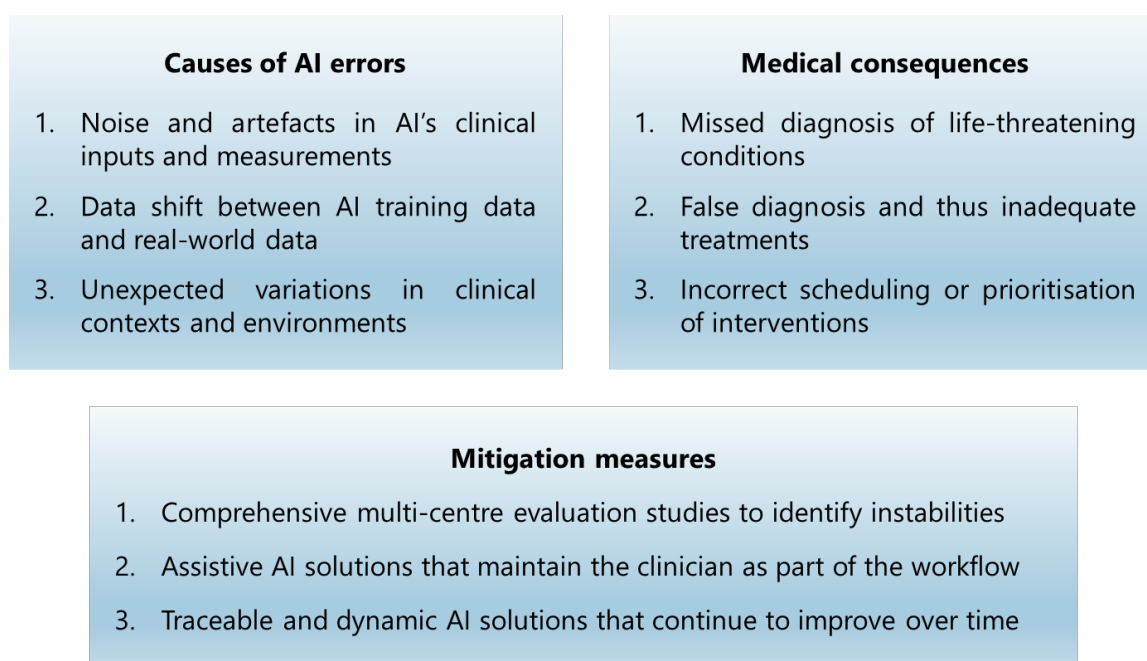 Causes of AI errors
1. Noise and artefacts in AI’s clinical
inputs and measurements
2. Data shift between AI training data
and real-world data
3. Unexpected variations in clinical
contexts and environments
Medical consequences
1. Missed diagnosis of life-threatening
conditions
2. False diagnosis and thus inadequate
treatments
3. Incorrect scheduling or prioritisation
of interventions
Mitigation measures
1. Comprehensive multi-centre evaluation studies to identify instabilities
2. Assistive AI solutions that maintain the clinician as part of the workflow
3. Traceable and dynamic AI solutions that continue to improve over time